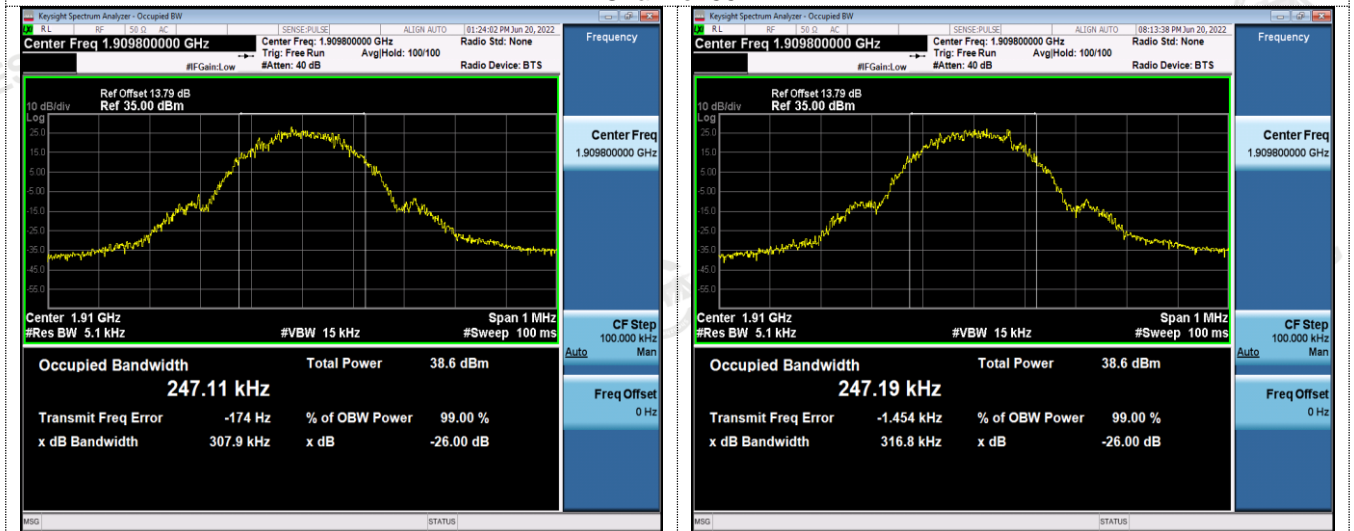 Keysight Spectrum Analyzer - Occupied BW
RL RF 50 Ω AC SENSE:PULSE ALIGN AUTO 01:24:02 PM Jun 20, 2022
Center Freq 1.909800000 GHz
Center Freq: 1.909800000 GHz
Radio Std: None
Trig: Free Run Avg|Hold: 100/100
#IFGain:Low #Atten: 40 dB
Radio Device: BTS
Frequency
Ref Offset 13.79 dB
10 dB/div Ref 35.00 dBm
Log
25.0
15.0
5.00
-5.00
-15.0
-25.0
-35.0
-45.0
-55.0
Center Freq
1.909800000 GHz
Center 1.91 GHz Span 1 MHz
#Res BW 5.1 kHz #VBW 15 kHz #Sweep 100 ms
CF Step
100.000 kHz
Auto Man
Occupied Bandwidth Total Power 38.6 dBm
247.11 kHz
Freq Offset
0 Hz
Transmit Freq Error -174 Hz % of OBW Power 99.00 %
x dB Bandwidth 307.9 kHz x dB -26.00 dB
MSG STATUS
Keysight Spectrum Analyzer - Occupied BW
RL RF 50 Ω AC SENSE:PULSE ALIGN AUTO 08:13:38 PM Jun 20, 2022
Center Freq 1.909800000 GHz
Center Freq: 1.909800000 GHz
Radio Std: None
Trig: Free Run Avg|Hold: 100/100
#IFGain:Low #Atten: 40 dB
Radio Device: BTS
Frequency
Ref Offset 13.79 dB
10 dB/div Ref 35.00 dBm
Log
25.0
15.0
5.00
-5.00
-15.0
-25.0
-35.0
-45.0
-55.0
Center Freq
1.909800000 GHz
Center 1.91 GHz Span 1 MHz
#Res BW 5.1 kHz #VBW 15 kHz #Sweep 100 ms
CF Step
100.000 kHz
Auto Man
Occupied Bandwidth Total Power 38.6 dBm
247.19 kHz
Freq Offset
0 Hz
Transmit Freq Error -1.454 kHz % of OBW Power 99.00 %
x dB Bandwidth 316.8 kHz x dB -26.00 dB
MSG STATUS